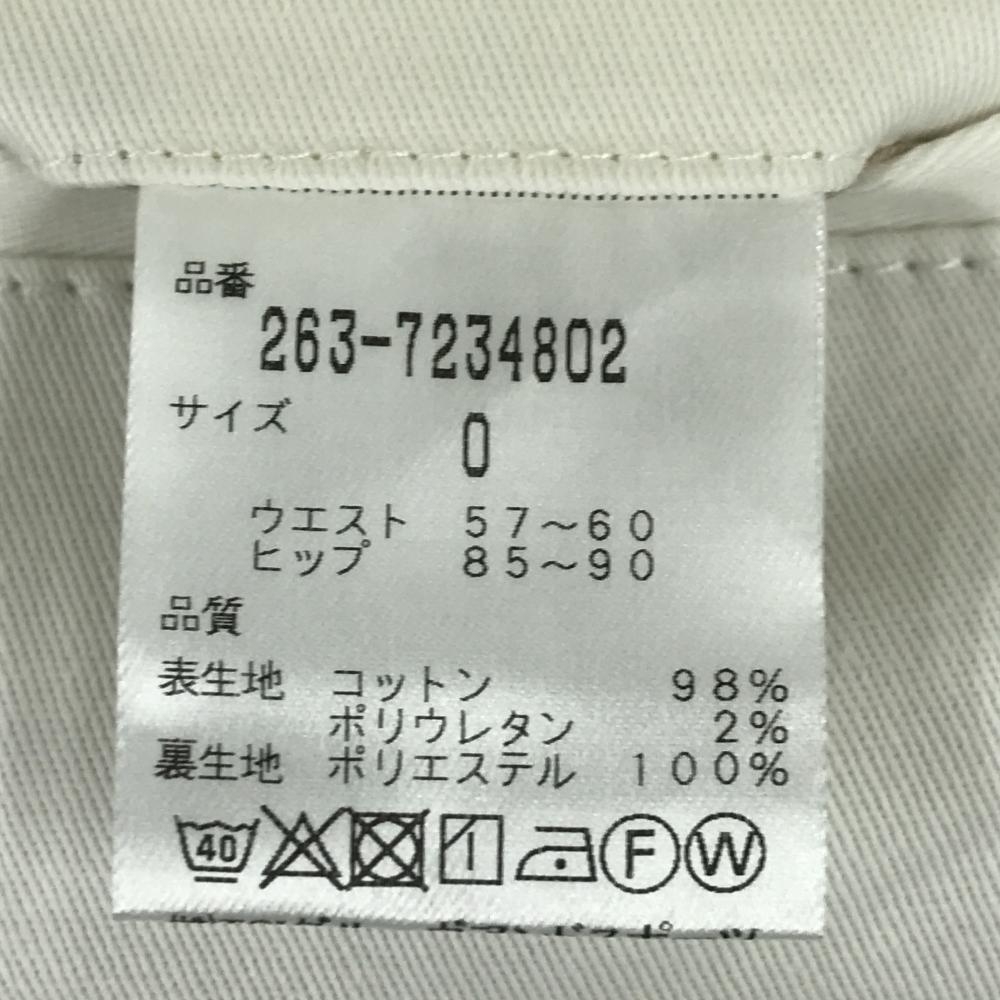 品番
263-7234802
サイズ
0
ウエスト 57~60
ヒップ 85~90
品質
表生地 コットン 98%
ポリウレタン 2%
裏生地 ポリエステル 100%
40 F W